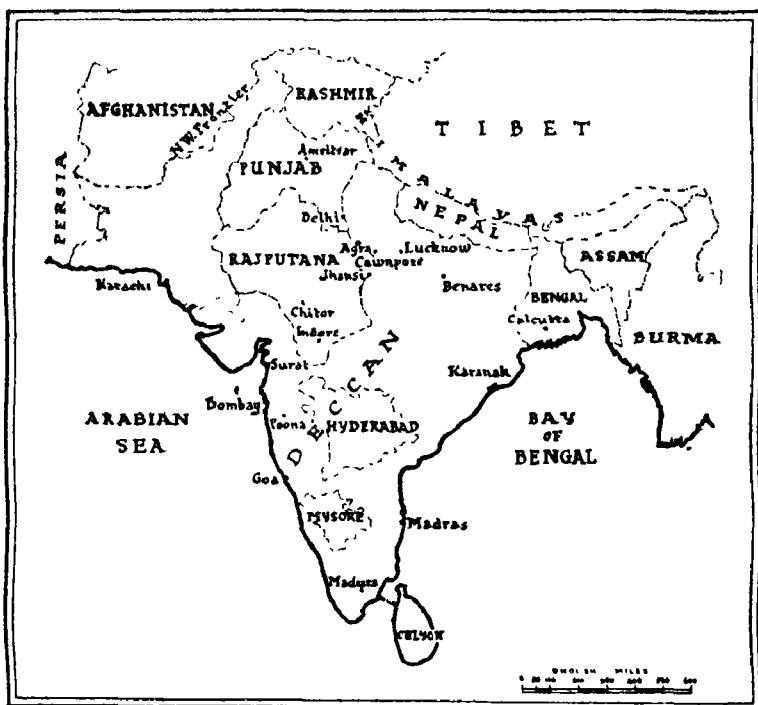 AFGHANISTAN
N.W. Frontier
KASHMIR
TIBET
PERSIA
PUNJAB
Amritsar
HIMALAYAS
NEPAL
Delhi
RAJPUTANA
Agra
Lucknow
Cawnpore
Jhansi
ASSAM
Karachi
Benares
BENGAL
Chitor
Calcutta
Indore
BURMA
Surat
DECCAN
Karanak
Bombay
Poona
HYDERABAD
ARABIAN
SEA
BAY
OF
BENGAL
Goa
MYSORE
Madras
Madura
CELYON
ENGLISH MILES